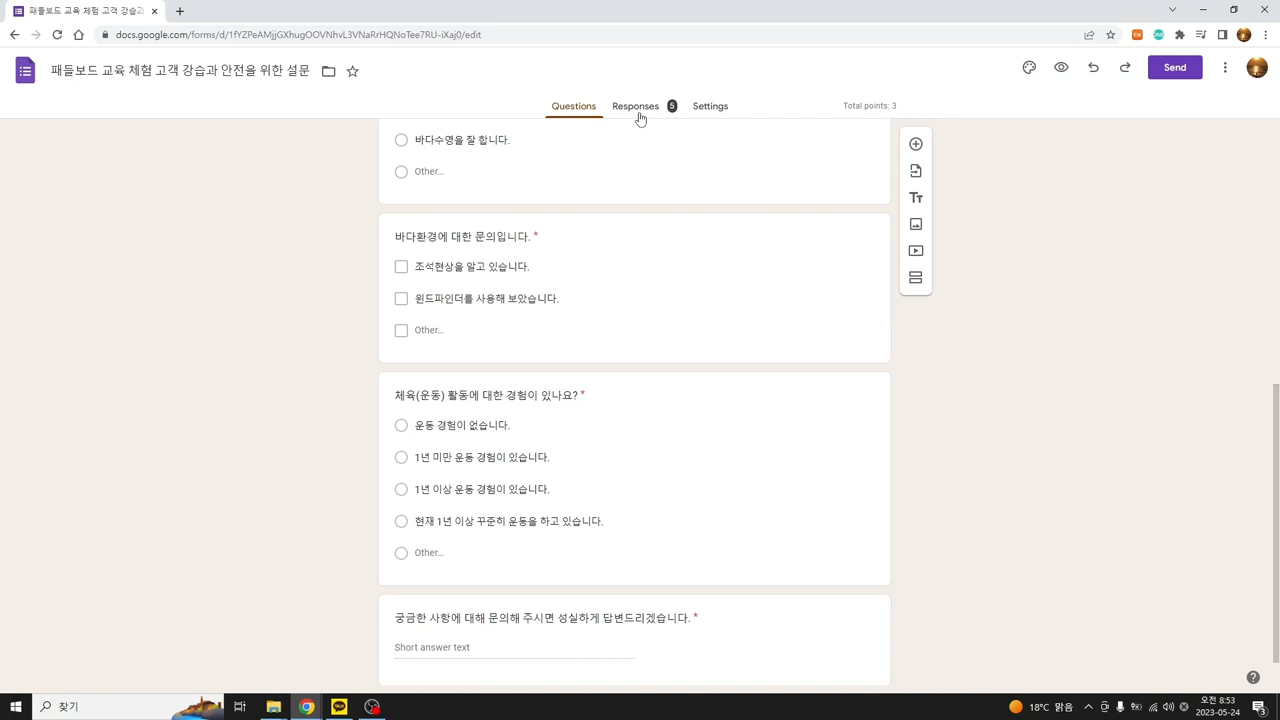 패들보드 교육 체험 고객 강습과
docs.google.com/forms/d/1fYZPeAMjjGXhugOOVNhvL3VNaRrHQNoTee7RU-iXaj0/edit
패들보드 교육 체험 고객 강습과 안전을 위한 설문
Send
Questions
Responses 5
Settings
Total points: 3
바다수영을 잘 합니다.
Other...
바다환경에 대한 문의입니다. *
조석현상을 알고 있습니다.
윈드파인더를 사용해 보았습니다.
Other...
체육(운동) 활동에 대한 경험이 있나요? *
운동 경험이 없습니다.
1년 미만 운동 경험이 있습니다.
1년 이상 운동 경험이 있습니다.
현재 1년 이상 꾸준히 운동을 하고 있습니다.
Other...
궁금한 사항에 대해 문의해 주시면 성실하게 답변드리겠습니다. *
Short answer text
찾기
TALK
18°C 맑음
오전 8:53
2023-05-24
3